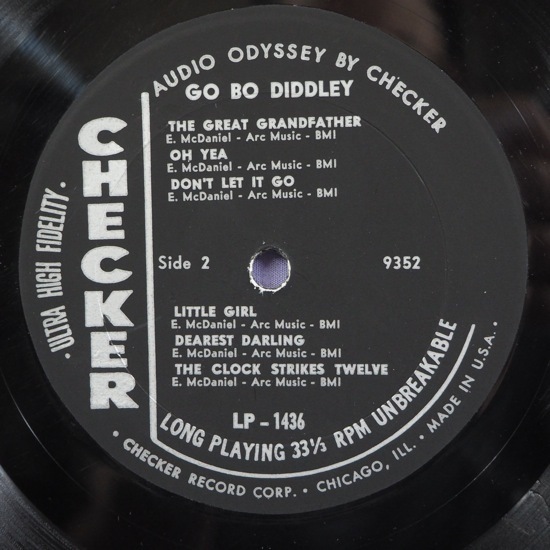 AUDIO ODYSSEY BY CHECKER
GO BO DIDDLEY
THE GREAT GRANDFATHER
E. McDaniel - Arc Music - BMI
OH YEA
E. McDaniel - Arc Music - BMI
DON'T LET IT GO
E. McDaniel - Arc Music - BMI
CHECKER
• ULTRA HIGH FIDELITY •
Side 2
9352
LITTLE GIRL
E. McDaniel - Arc Music - BMI
DEAREST DARLING
E. McDaniel - Arc Music - BMI
THE CLOCK STRIKES TWELVE
E. McDaniel - Arc Music - BMI
LP - 1436
LONG PLAYING 33⅓ RPM UNBREAKABLE
• CHECKER RECORD CORP. • CHICAGO, ILL. • MADE IN U.S.A. •